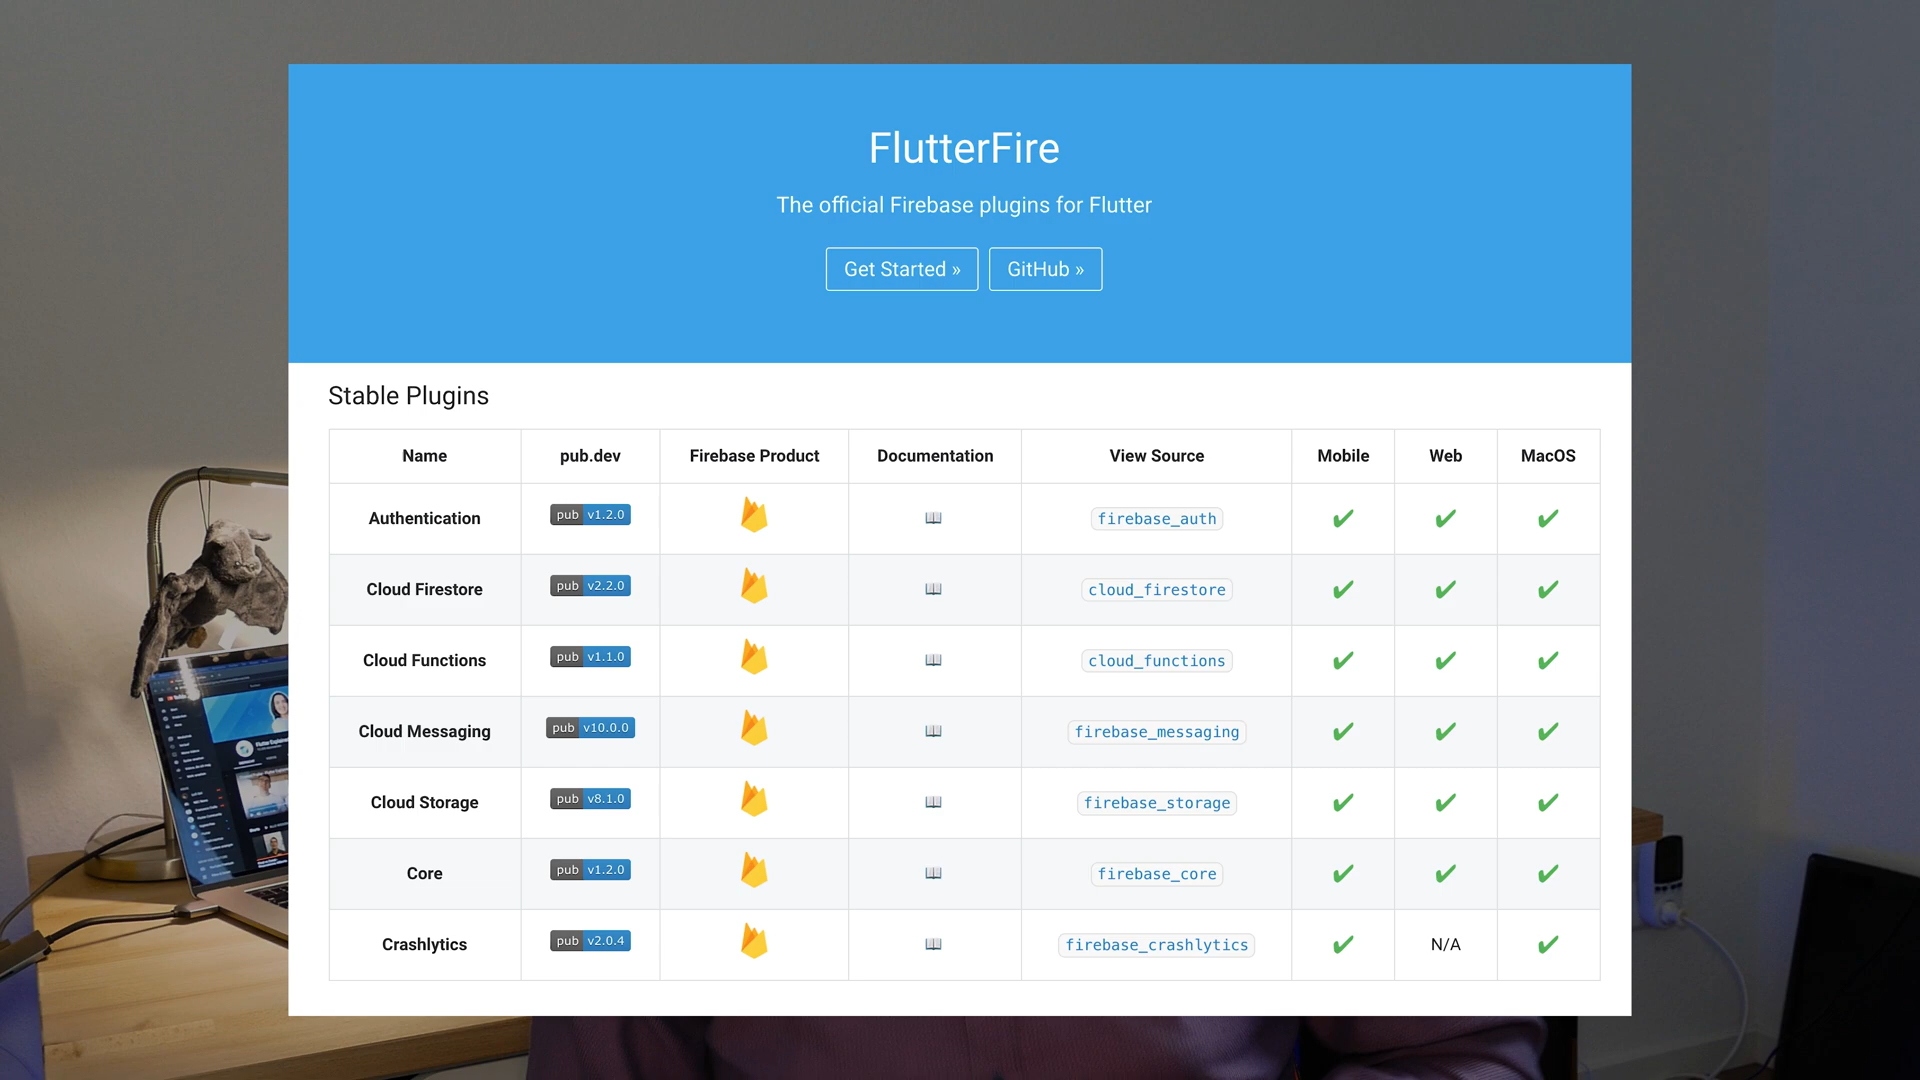 FlutterFire
The official Firebase plugins for Flutter
Get Started » GitHub »
Stable Plugins
Name pub.dev Firebase Product Documentation View Source Mobile Web MacOS
Authentication pub v1.2.0 firebase_auth ✔ ✔ ✔
Cloud Firestore pub v2.2.0 cloud_firestore ✔ ✔ ✔
Cloud Functions pub v1.1.0 cloud_functions ✔ ✔ ✔
Cloud Messaging pub v10.0.0 firebase_messaging ✔ ✔ ✔
Cloud Storage pub v8.1.0 firebase_storage ✔ ✔ ✔
Core pub v1.2.0 firebase_core ✔ ✔ ✔
Crashlytics pub v2.0.4 firebase_crashlytics ✔ N/A ✔